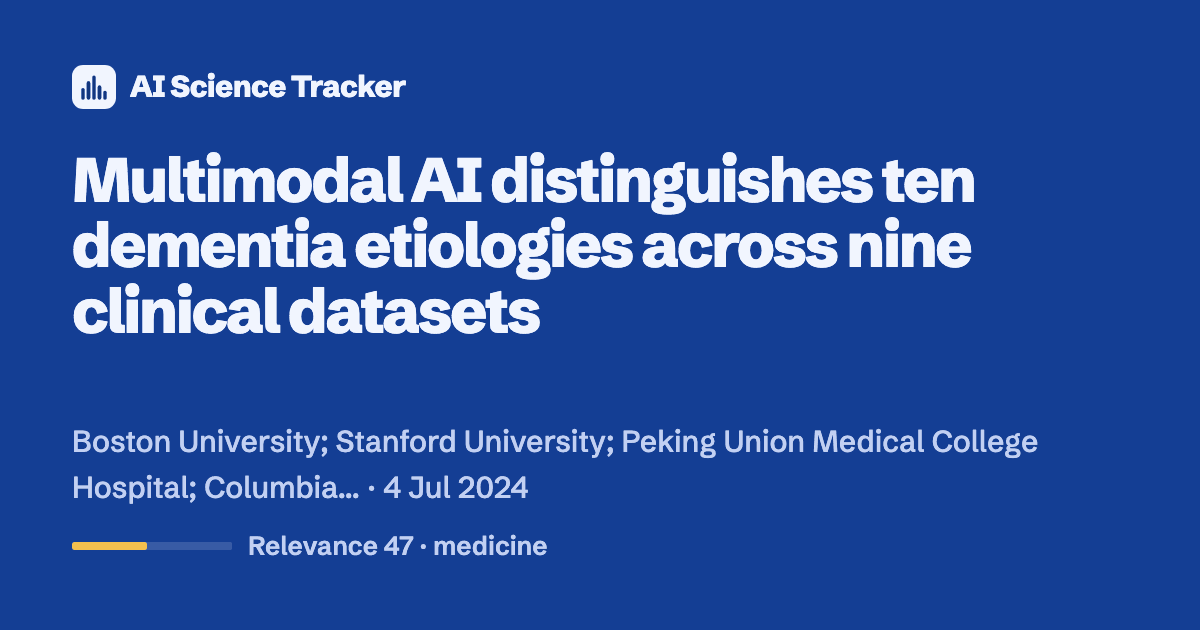 AI Science Tracker
Multimodal AI distinguishes ten
dementia etiologies across nine
clinical datasets
Boston University; Stanford University; Peking Union Medical College
Hospital; Columbia... · 4 Jul 2024
Relevance 47 · medicine